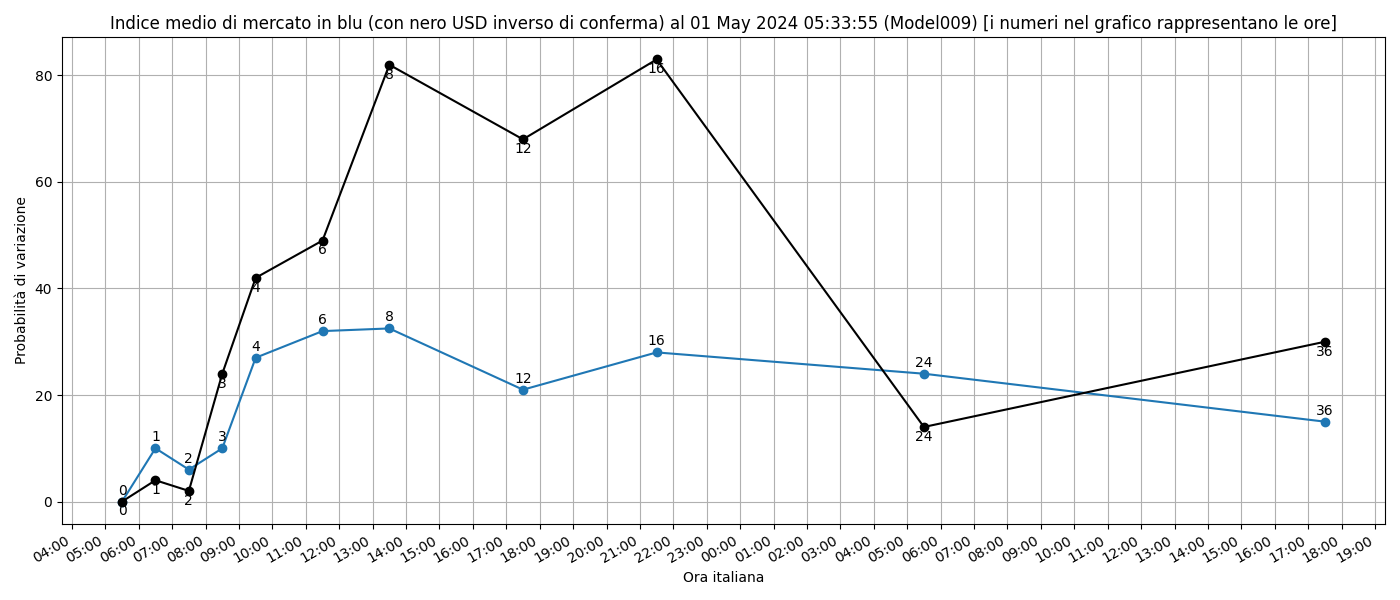 Indice medio di mercato in blu (con nero USD inverso di conferma) al 01 May 2024 05:33:55 (Model009) [i numeri nel grafico rappresentano le ore]
Probabilità di variazione
80
60
40
20
0
0 1 2 3 4 6 8 12 16 24 36
0 1 2 3 4 6 8 12 16 24 36
04:00 05:00 06:00 07:00 08:00 09:00 10:00 11:00 12:00 13:00 14:00 15:00 16:00 17:00 18:00 19:00 20:00 21:00 22:00 23:00 00:00 01:00 02:00 03:00 04:00 05:00 06:00 07:00 08:00 09:00 10:00 11:00 12:00 13:00 14:00 15:00 16:00 17:00 18:00 19:00
Ora italiana